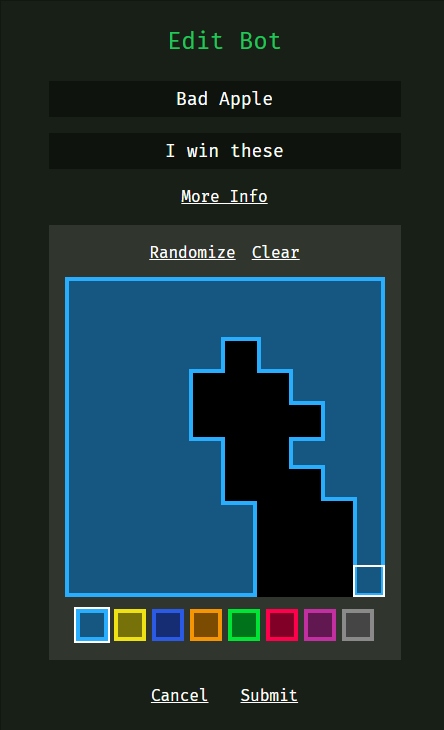 Edit Bot
Bad Apple
I win these
More Info
Randomize Clear
Cancel Submit